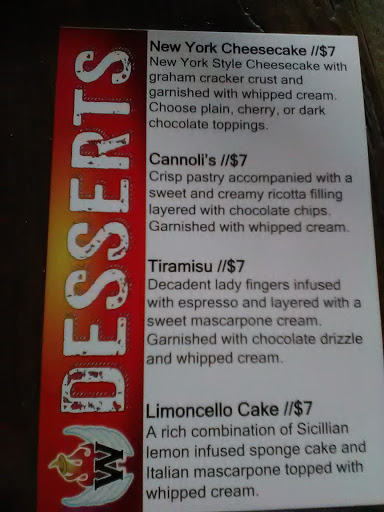 DESSERTS
W
New York Cheesecake //$7
New York Style Cheesecake with
graham cracker crust and
garnished with whipped cream.
Choose plain, cherry, or dark
chocolate toppings.
Cannoli's //$7
Crisp pastry accompanied with a
sweet and creamy ricotta filling
layered with chocolate chips.
Garnished with whipped cream.
Tiramisu //$7
Decadent lady fingers infused
with espresso and layered with a
sweet mascarpone cream.
Garnished with chocolate drizzle
and whipped cream.
Limoncello Cake //$7
A rich combination of Sicillian
lemon infused sponge cake and
Italian mascarpone topped with
whipped cream.